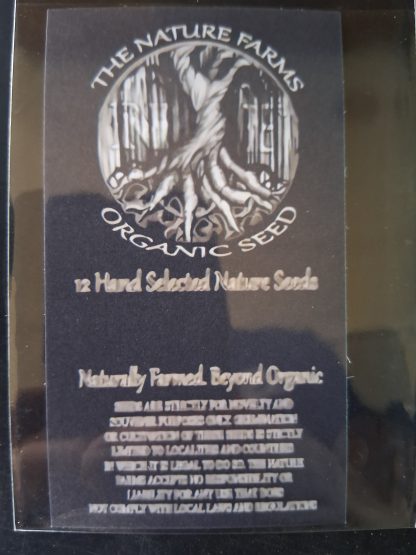 THE NATURE FARMS
ORGANIC SEED
12 Hand Selected Nature Seeds
Naturally Farmed. Beyond Organic
SEEDS ARE STRICTLY FOR NOVELTY AND
SOUVENIR PURPOSES ONLY. GERMINATION
OR CULTIVATION OF THESE SEEDS IS STRICTLY
LIMITED TO LOCALITIES AND COUNTRIES
IN WHICH IT IS LEGAL TO DO SO. THE NATURE
FARMS ACCEPTS NO RESPONSIBILITY OR
LIABILITY FOR ANY USE THAT DOES
NOT COMPLY WITH LOCAL LAWS AND REGULATIONS